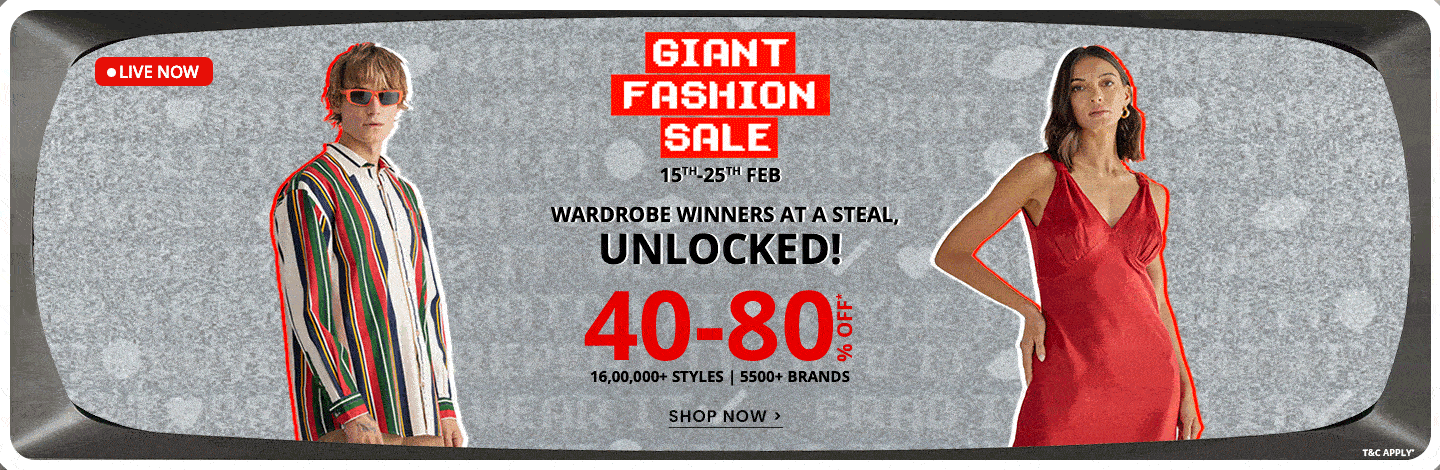 LIVE NOW
GIANT
FASHION
SALE
15TH-25TH FEB
WARDROBE WINNERS AT A STEAL,
UNLOCKED!
40-80% OFF*
16,00,000+ STYLES | 5500+ BRANDS
SHOP NOW >
T&C APPLY*